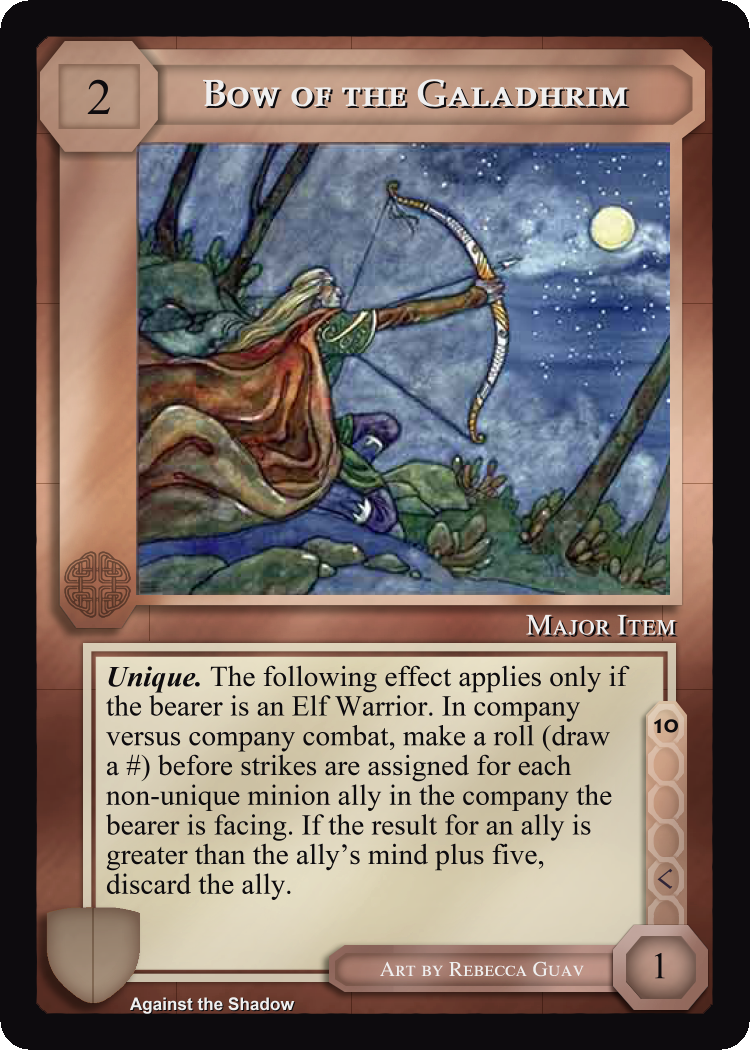 2
Bow of the Galadhrim
Major Item
Unique. The following effect applies only if
the bearer is an Elf Warrior. In company
versus company combat, make a roll (draw
a #) before strikes are assigned for each
non-unique minion ally in the company the
bearer is facing. If the result for an ally is
greater than the ally's mind plus five,
discard the ally.
10
Art by Rebecca Guay
1
Against the Shadow